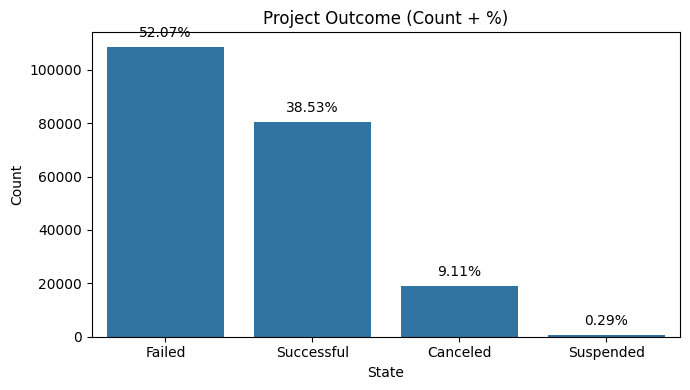 Project Outcome (Count + %)
52.07%
38.53%
9.11%
0.29%
Count
100000
80000
60000
40000
20000
0
Failed
Successful
Canceled
Suspended
State